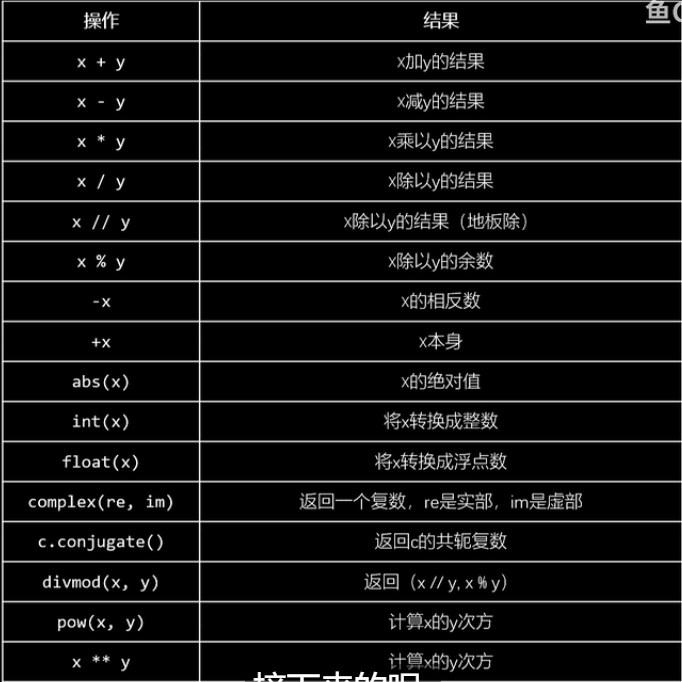 鱼C
操作 结果
x + y x加y的结果
x - y x减y的结果
x * y x乘以y的结果
x / y x除以y的结果
x // y x除以y的结果（地板除）
x % y x除以y的余数
-x x的相反数
+x x本身
abs(x) x的绝对值
int(x) 将x转换成整数
float(x) 将x转换成浮点数
complex(re, im) 返回一个复数，re是实部，im是虚部
c.conjugate() 返回c的共轭复数
divmod(x, y) 返回（x // y, x % y）
pow(x, y) 计算x的y次方
x ** y 计算x的y次方
接下来的呢